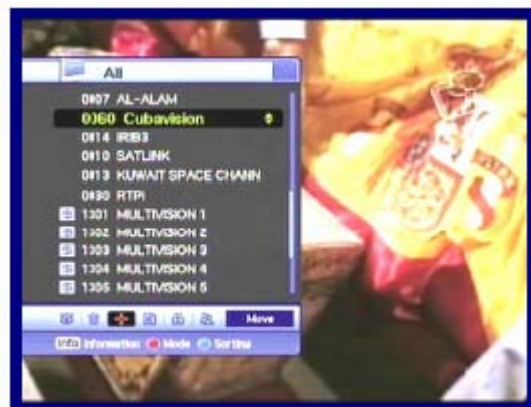 All
0007 AL-ALAM
0060 Cubavision
0014 IRIB3
0010 SATLINK
0013 KUWAIT SPACE CHANN
0030 RTPi
1301 MULTIVISION 1
1302 MULTIVISION 2
1303 MULTIVISION 3
1304 MULTIVISION 4
1305 MULTIVISION 5
Move
Info Information Mode Sorting